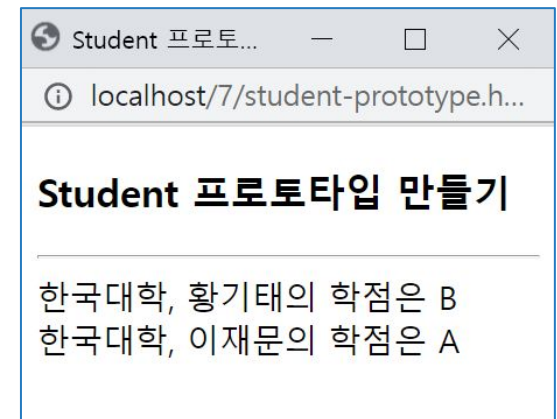 Student 프로토...
localhost/7/student-prototype.h...
Student 프로토타입 만들기
한국대학, 황기태의 학점은 B
한국대학, 이재문의 학점은 A